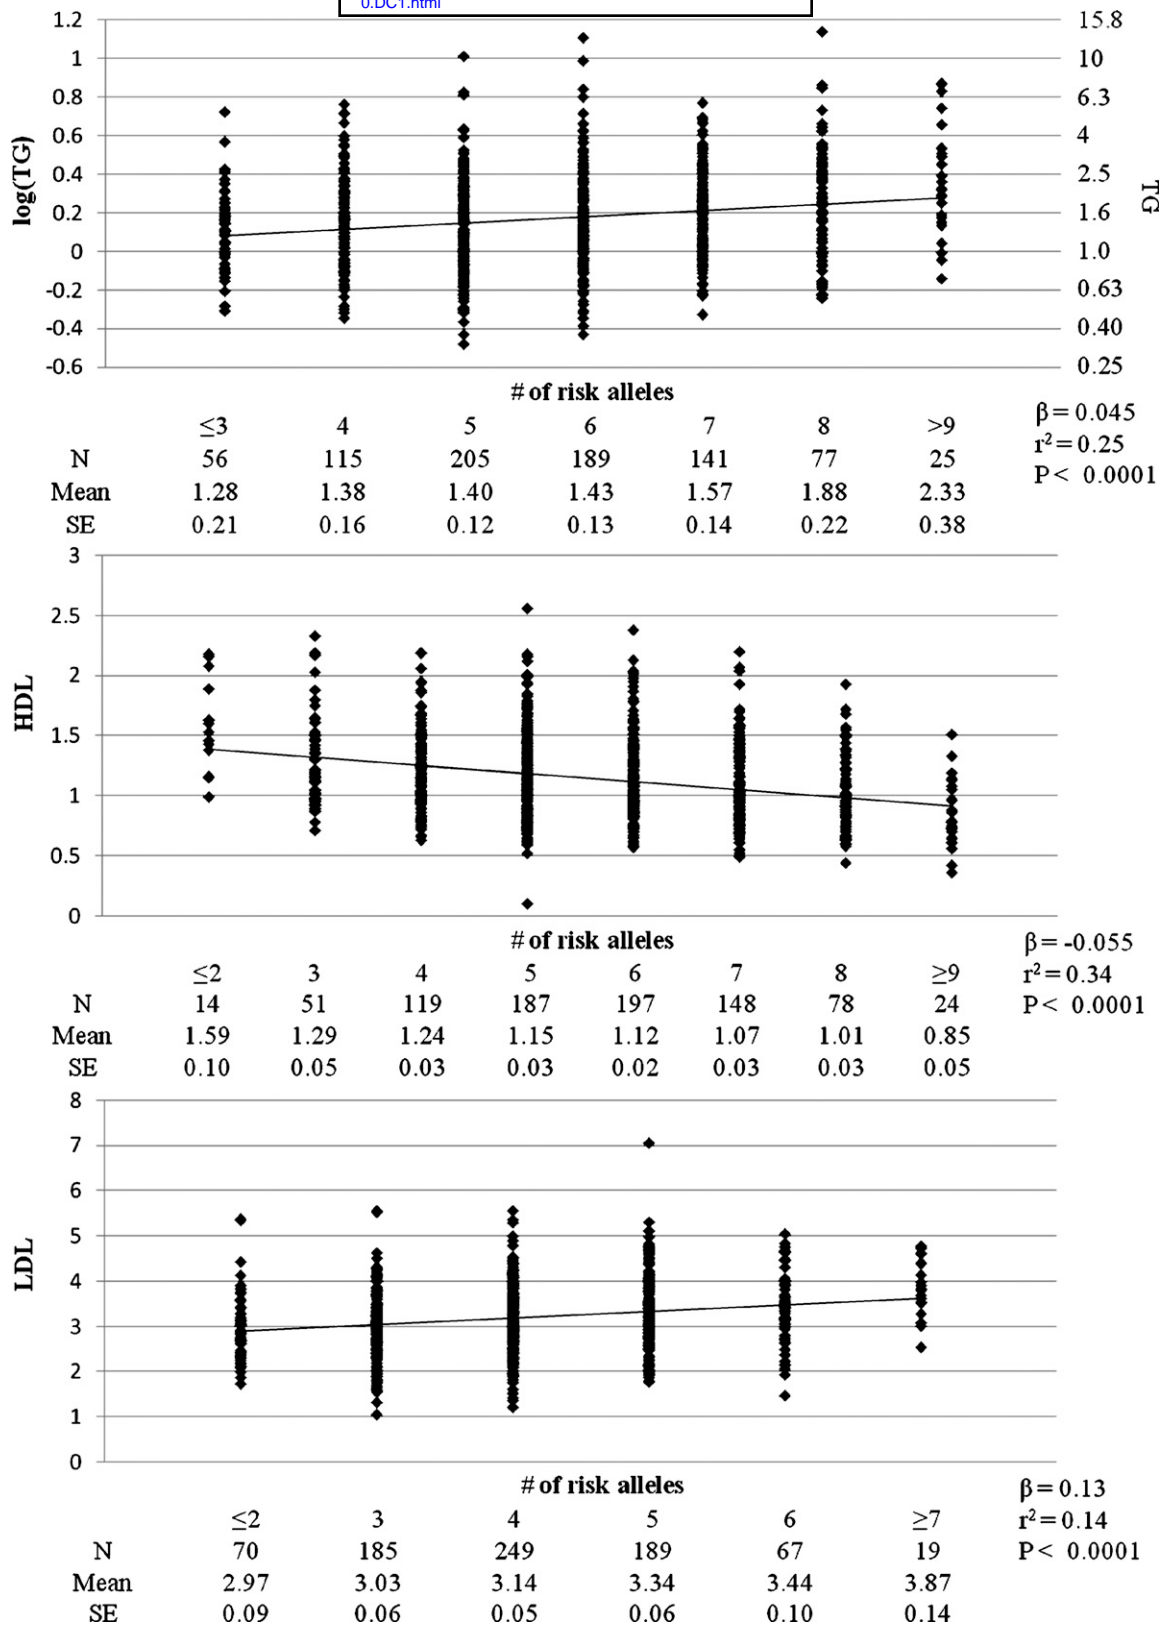 0.DC1.html
1.2 15.8
1 10
0.8 6.3
0.6 4
0.4 2.5
0.2 1.6
0 1.0
-0.2 0.63
-0.4 0.40
-0.6 0.25
log(TG)
TG
# of risk alleles
≤3 4 5 6 7 8 >9
N 56 115 205 189 141 77 25
Mean 1.28 1.38 1.40 1.43 1.57 1.88 2.33
SE 0.21 0.16 0.12 0.13 0.14 0.22 0.38
β = 0.045
r² = 0.25
P < 0.0001
3
2.5
2
1.5
1
0.5
0
HDL
# of risk alleles
≤2 3 4 5 6 7 8 ≥9
N 14 51 119 187 197 148 78 24
Mean 1.59 1.29 1.24 1.15 1.12 1.07 1.01 0.85
SE 0.10 0.05 0.03 0.03 0.02 0.03 0.03 0.05
β = -0.055
r² = 0.34
P < 0.0001
8
7
6
5
4
3
2
1
0
LDL
# of risk alleles
≤2 3 4 5 6 ≥7
N 70 185 249 189 67 19
Mean 2.97 3.03 3.14 3.34 3.44 3.87
SE 0.09 0.06 0.05 0.06 0.10 0.14
β = 0.13
r² = 0.14
P < 0.0001